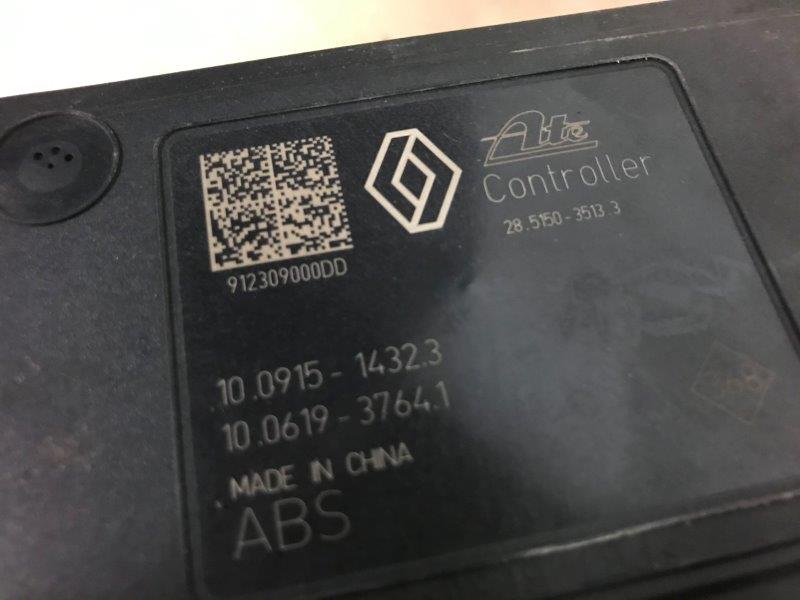 Ate
Controller
28.5150-3513.3
912309000DD
10.0915-1432.3
10.0619-3764.1
MADE IN CHINA
ABS